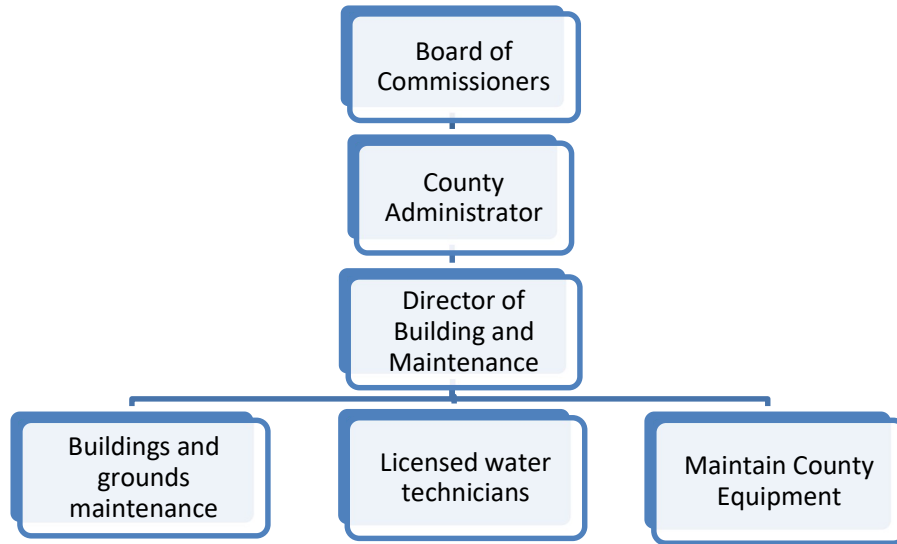 Board of
Commissioners
County
Administrator
Director of
Building and
Maintenance
Buildings and
grounds
maintenance
Licensed water
technicians
Maintain County
Equipment